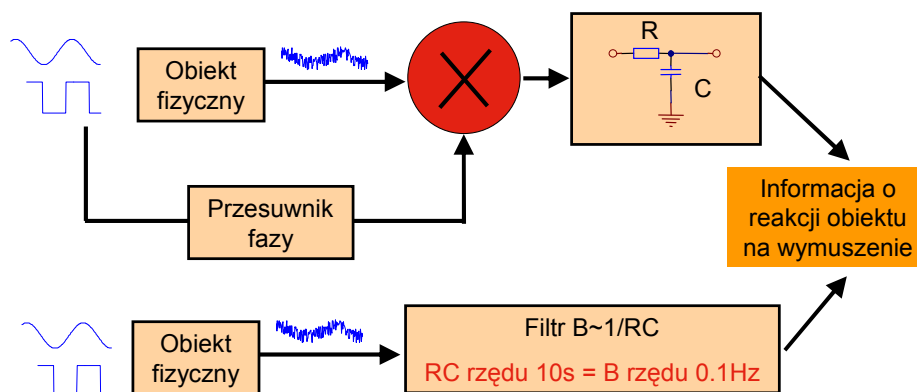 R
Obiekt
fizyczny
C
Przesuwnik
fazy
Informacja o
reakcji obiektu
na wymuszenie
Obiekt
fizyczny
Filtr B~1/RC
RC rzędu 10s = B rzędu 0.1Hz